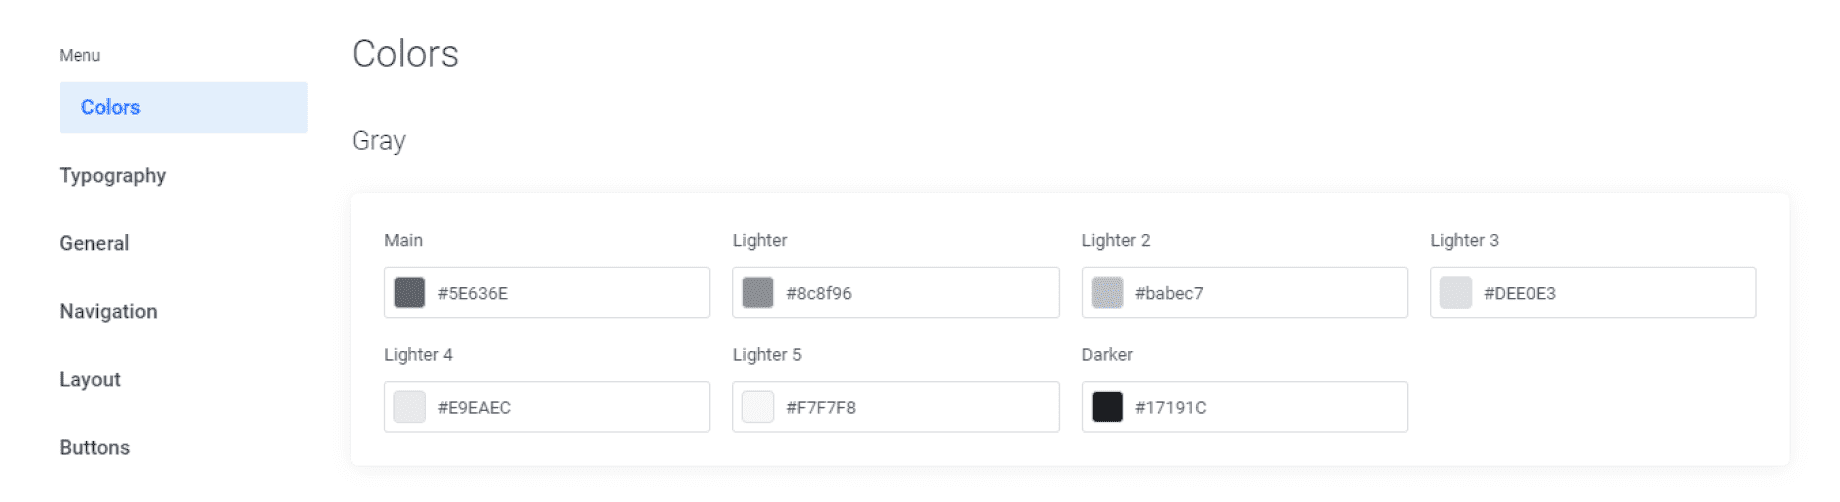 Menu
Colors
Typography
General
Navigation
Layout
Buttons
Colors
Gray
Main
Lighter
Lighter 2
Lighter 3
#5E636E
#8c8f96
#babec7
#DEE0E3
Lighter 4
Lighter 5
Darker
#E9EAEC
#F7F7F8
#17191C